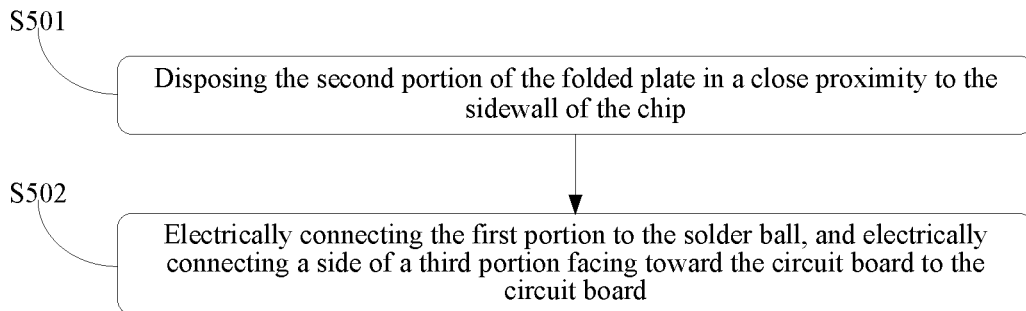 S501
Disposing the second portion of the folded plate in a close proximity to the
sidewall of the chip
S502
Electrically connecting the first portion to the solder ball, and electrically
connecting a side of a third portion facing toward the circuit board to the
circuit board